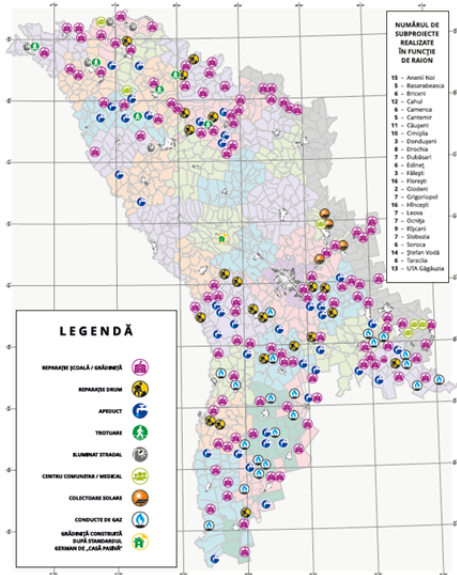 NUMĂRUL DE
SUBPROIECTE
REALIZATE
ÎN FUNCȚIE
DE RAION
15 – Anenii Noi
5 – Basarabeasca
6 – Briceni
12 – Cahul
6 – Camenca
5 – Cantemir
11 – Căușeni
10 – Cimișlia
3 – Dondușeni
8 – Drochia
7 – Dubăsari
6 – Edineț
3 – Fălești
16 – Florești
2 – Glodeni
7 – Grigoriopol
16 – Hîncești
7 – Leova
7 – Ocnița
9 – Rîșcani
7 – Slobozia
6 – Soroca
14 – Ștefan Vodă
6 – Taraclia
13 – UTA Găgăuzia
LEGENDĂ
REPARAȚIE ȘCOALĂ / GRĂDINIȚĂ
REPARAȚIE DRUM
APEDUCT
TROTUARE
ILUMINAT STRADAL
CENTRU COMUNITAR / MEDICAL
COLECTOARE SOLARE
CONDUCTE DE GAZ
GRĂDINIȚĂ CONSTRUITĂ
DUPĂ STANDARDUL
GERMAN DE „CASĂ PASIVĂ"